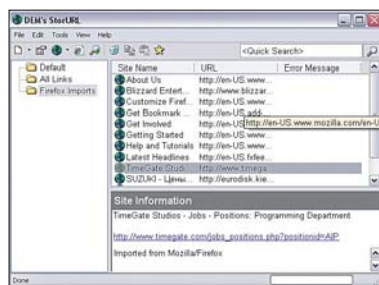 DEM's StorURL
File Edit Tools View Help
<Quick Search>
Default
All Links
Firefox Imports
Site Name URL Error Message
About Us http://en-US.www...
Blizzard Entert... http://www.blizzar...
Customize Firef... http://en-US.www...
Get Bookmark ... http://en-US.add-
Get Involved http://en-US.www...
http://en-US.www.mozilla.com/en-U
Getting Started http://en-US.www...
Help and Tutorials http://en-US.www...
Latest Headlines http://en-US.fxfee...
TimeGate Studi... http://www.timega...
SUZUKI - Цены... http://eurodisk.kie...
Site Information
TimeGate Studios - Jobs - Positions: Programming Department
http://www.timegate.com/jobs_positions.php?positionid=AIP
Imported from Mozilla/Firefox
Done